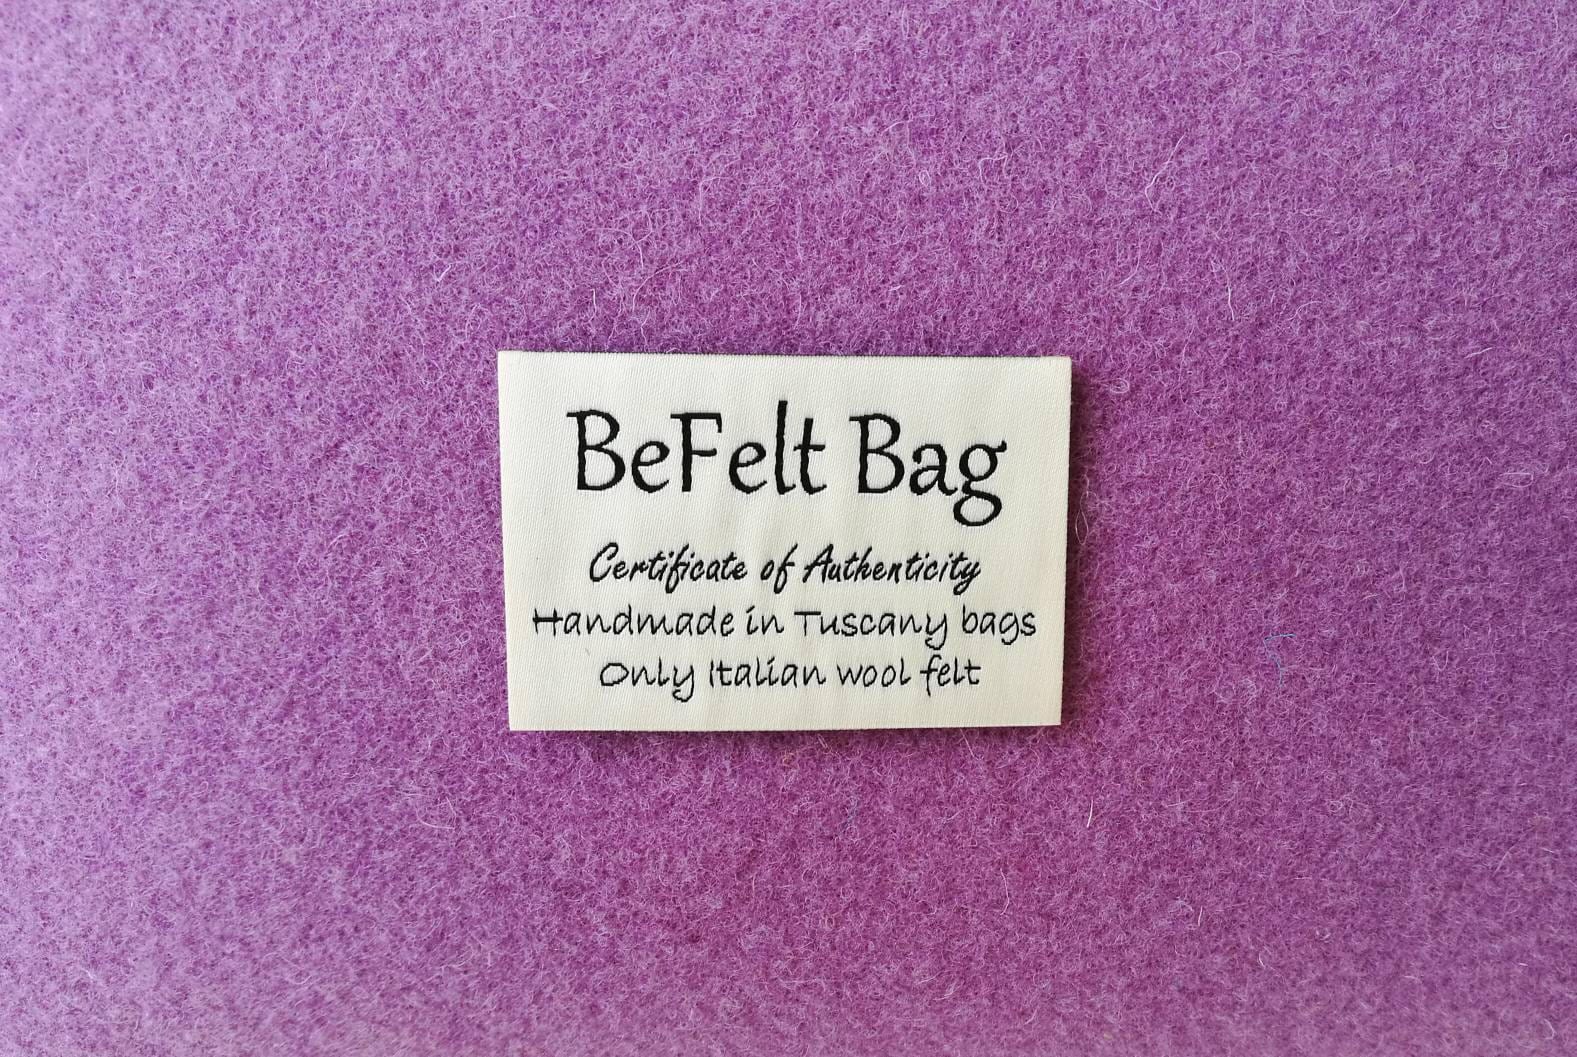 BeFelt Bag
Certificate of Authenticity
Handmade in Tuscany bags
Only Italian wool felt